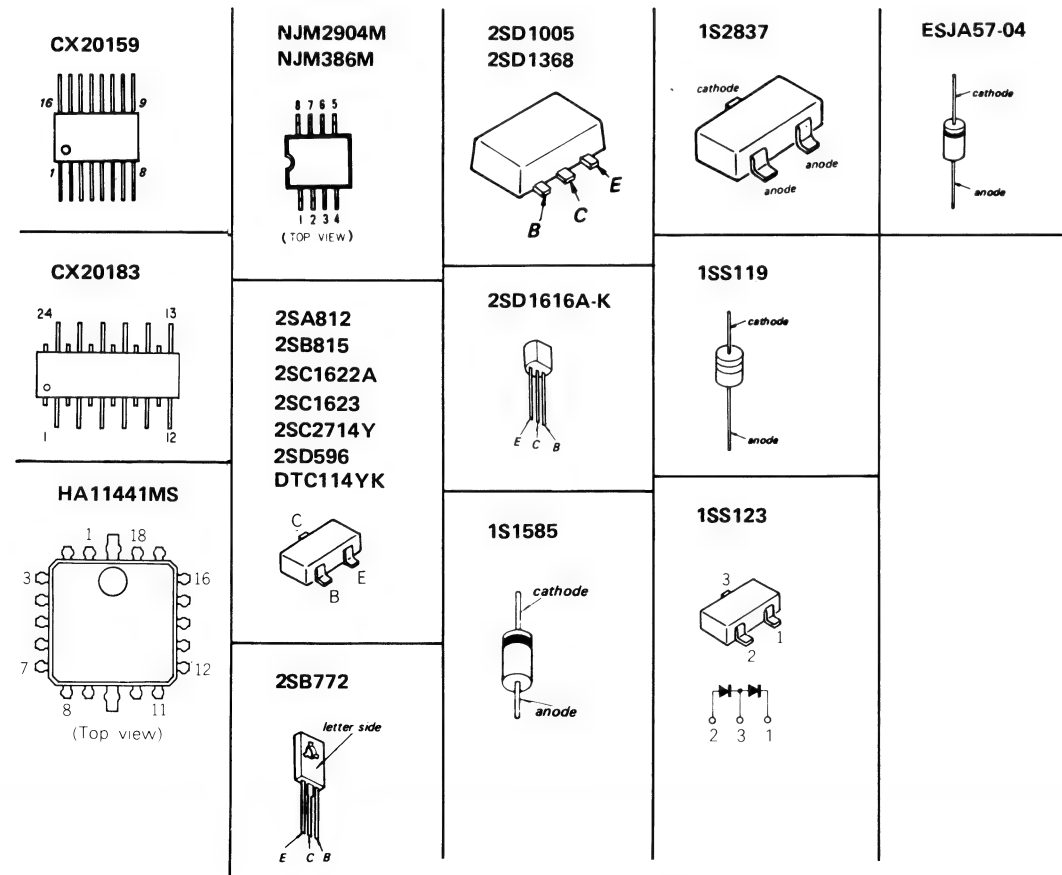 CX20159
16 9
1 8
CX20183
24 13
1 12
HA11441MS
1 18
3 16
7 12
8 11
(Top view)
NJM2904M
NJM386M
8 7 6 5
1 2 3 4
(TOP VIEW)
2SA812
2SB815
2SC1622A
2SC1623
2SC2714Y
2SD596
DTC114YK
C
E
B
2SB772
letter side
E C B
2SD1005
2SD1368
E
C
B
2SD1616A-K
E C B
1S1585
cathode
anode
1S2837
cathode
anode
anode
1SS119
cathode
anode
1SS123
3
1
2
2 3 1
ESJA57-04
cathode
anode